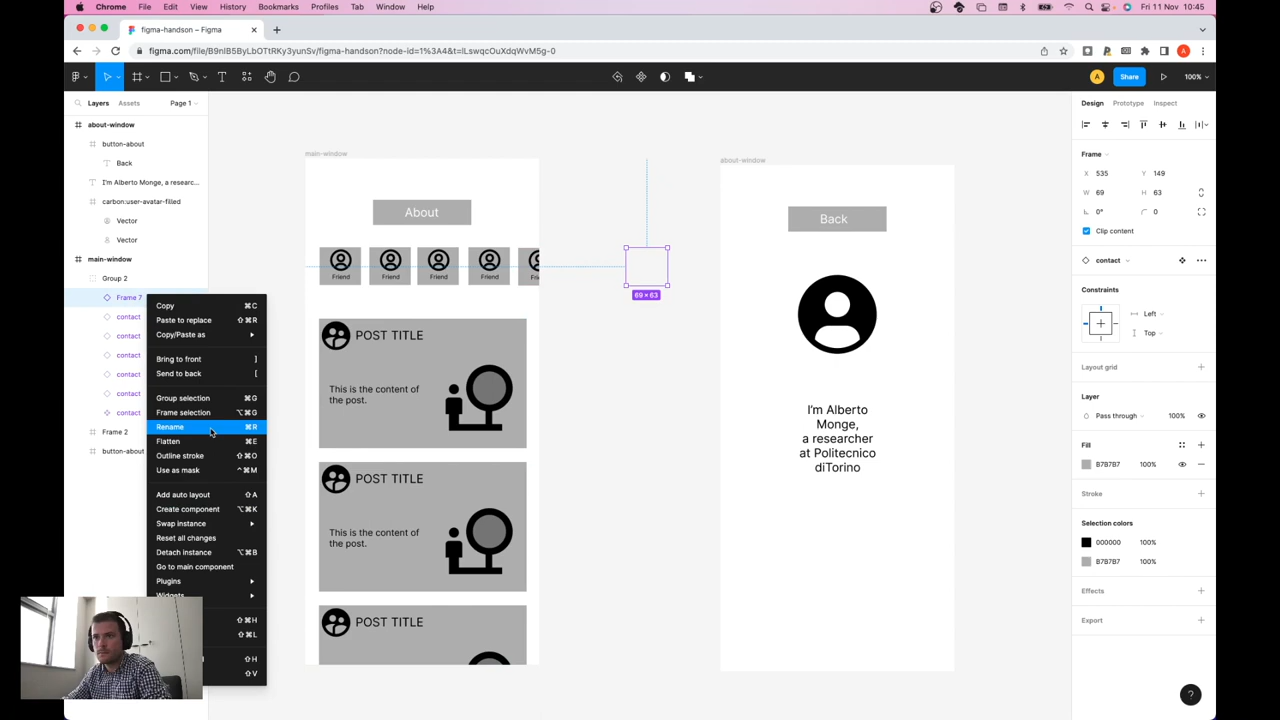 Chrome File Edit View History Bookmarks Profiles Tab Window Help Fri 11 Nov 10:45
figma-handson – Figma
figma.com/file/B9nIB5ByLbOTtRKy3yunSv/figma-handson?node-id=1%3A4&t=lLswqcOuXdqWvM5g-0
A
A Share 100%
Layers Assets Page 1
Design Prototype Inspect
about-window
button-about
Back
I'm Alberto Monge, a researc...
carbon:user-avatar-filled
Vector
Vector
main-window
Group 2
Frame 7
contact
contact
contact
contact
contact
contact
Frame 2
button-about
Copy ⌘C
Paste to replace ⇧⌘R
Copy/Paste as
Bring to front ]
Send to back [
Group selection ⌘G
Frame selection ⌥⌘G
Rename ⌘R
Flatten ⌘E
Outline stroke ⇧⌘O
Use as mask ^⌘M
Add auto layout ⇧A
Create component ⌥⌘K
Swap instance
Reset all changes
Detach instance ⌥⌘B
Go to main component
Plugins
Widgets
⇧⌘H
⇧⌘L
⇧H
⇧V
main-window
About
Friend Friend Friend Friend Frie
POST TITLE
This is the content of
the post.
POST TITLE
This is the content of
the post.
POST TITLE
69 × 63
about-window
Back
I'm Alberto
Monge,
a researcher
at Politecnico
diTorino
Frame
X 535 Y 149
W 69 H 63
0° 0
Clip content
contact
Constraints
Left
Top
Layout grid
Layer
Pass through 100%
Fill
B7B7B7 100%
Stroke
Selection colors
000000 100%
B7B7B7 100%
Effects
Export
?